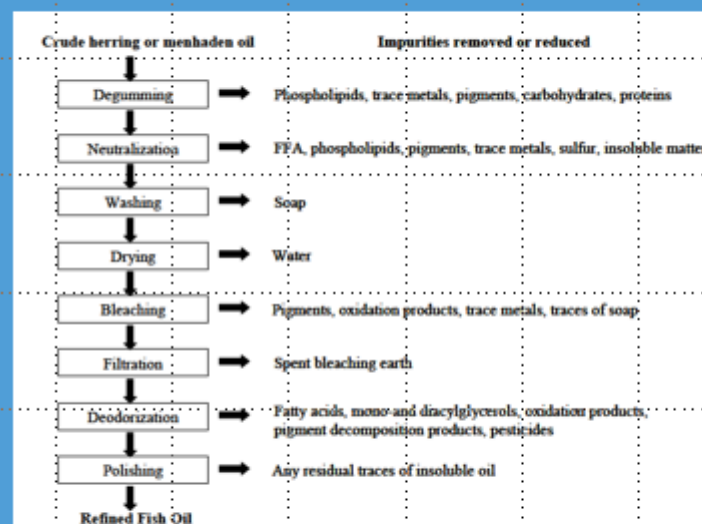 Crude herring or menhaden oil Impurities removed or reduced
Degumming Phospholipids, trace metals, pigments, carbohydrates, proteins
Neutralization FFA, phospholipids, pigments, trace metals, sulfur, insoluble matte
Washing Soap
Drying Water
Bleaching Pigments, oxidation products, trace metals, traces of soap
Filtration Spent bleaching earth
Deodorization Fatty acids, mono and diacylglycerols, oxidation products,
pigment decomposition products, pesticides
Polishing Any residual traces of insoluble oil
Refined Fish Oil